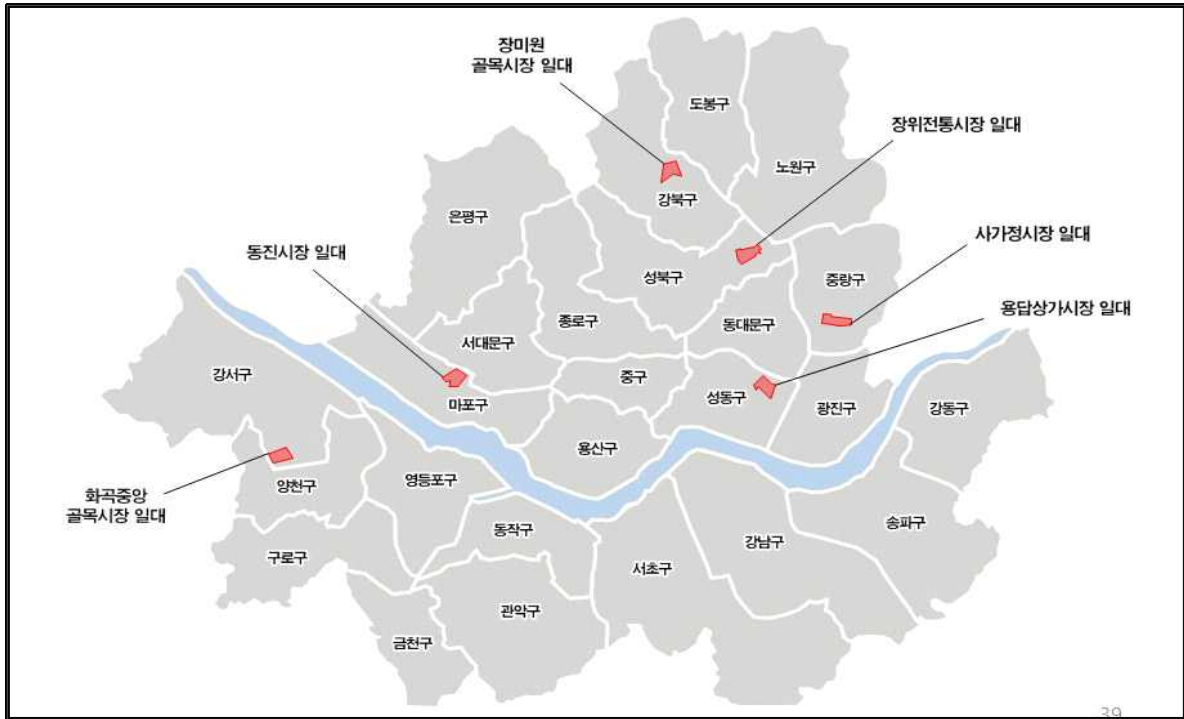 장미원
골목시장 일대
도봉구
장위전통시장 일대
노원구
강북구
은평구
사가정시장 일대
동진시장 일대
성북구
중랑구
용답상가시장 일대
종로구
동대문구
서대문구
강서구
중구
성동구
마포구
광진구
강동구
용산구
영등포구
양천구
화곡중앙
골목시장 일대
동작구
송파구
강남구
구로구
서초구
관악구
금천구
39